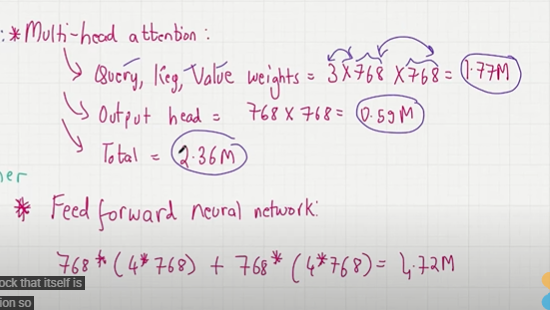 :* Multi-head attention:
↳ Query, Key, Value weights = 3 x 768 x 768 = 1.77M
↳ Output head = 768 x 768 = 0.59M
↳ Total = 2.36M
* Feed forward neural network:
768 * (4 * 768) + 768 * (4 * 768) = 4.72M
ock that itself is
ion so